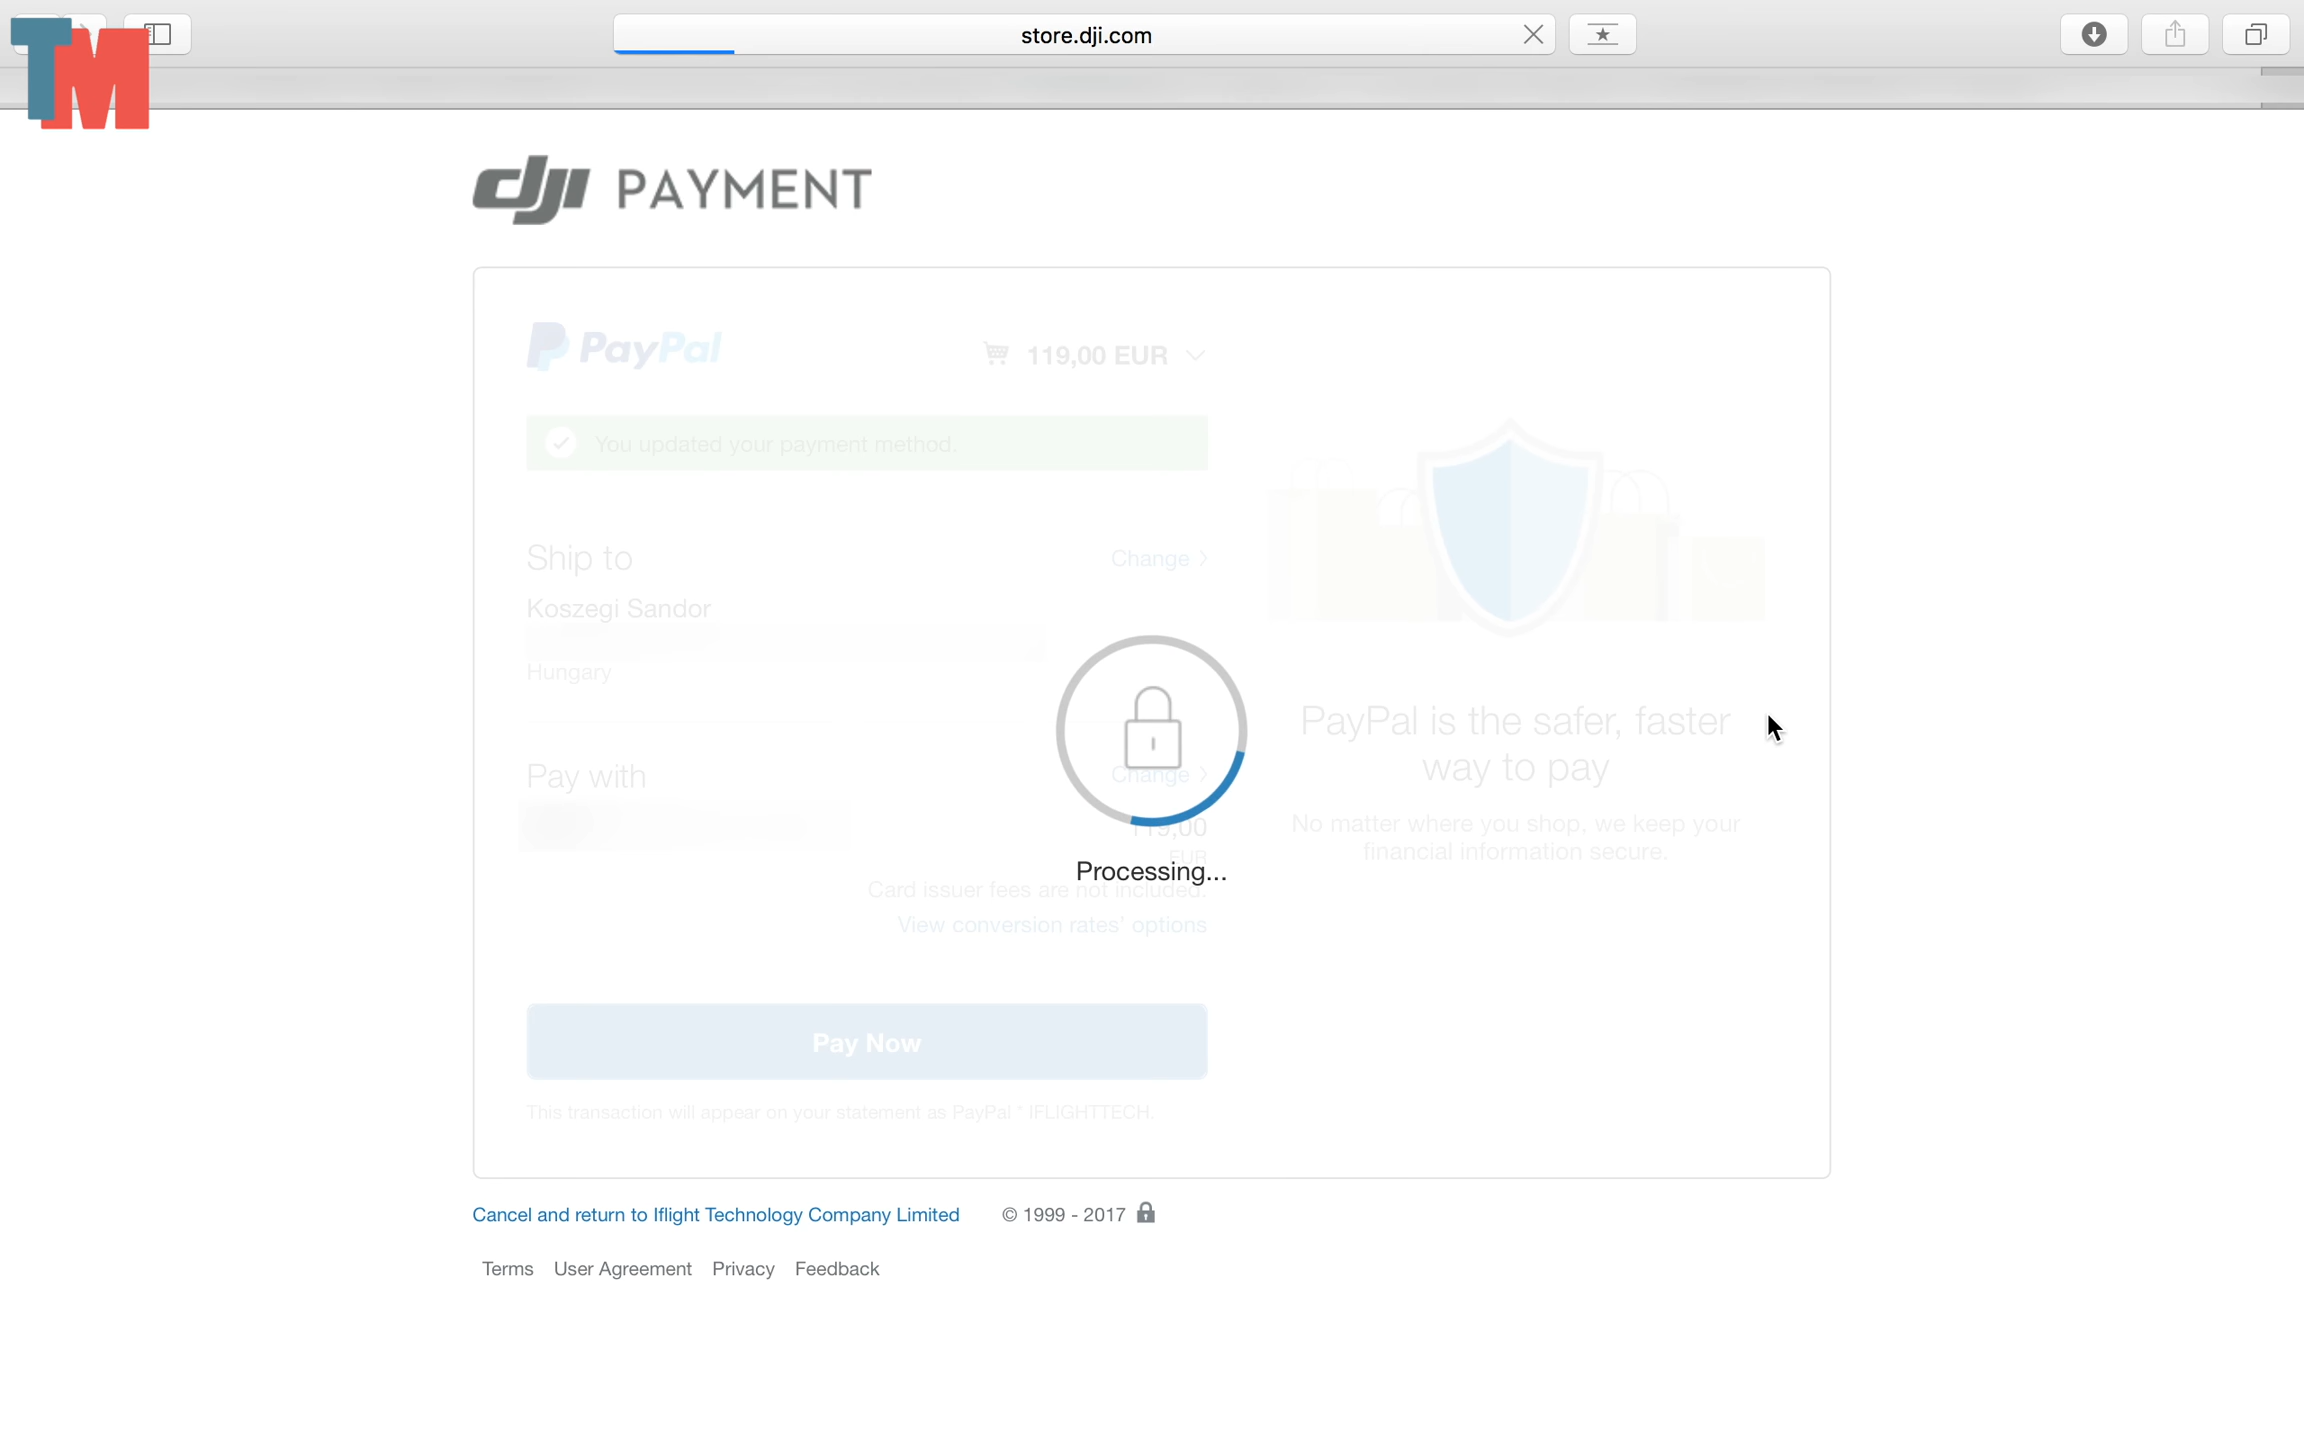 TM
store.dji.com
dji PAYMENT
PayPal
119,00 EUR
You updated your payment method.
Ship to
Change
Koszegi Sandor
Hungary
Pay with
Change
119,00
EUR
Processing...
Card issuer fees are not included.
View conversion rates' options
Pay Now
This transaction will appear on your statement as PayPal * IFLIGHTTECH.
PayPal is the safer, faster
way to pay
No matter where you shop, we keep your
financial information secure.
Cancel and return to Iflight Technology Company Limited © 1999 - 2017
Terms User Agreement Privacy Feedback